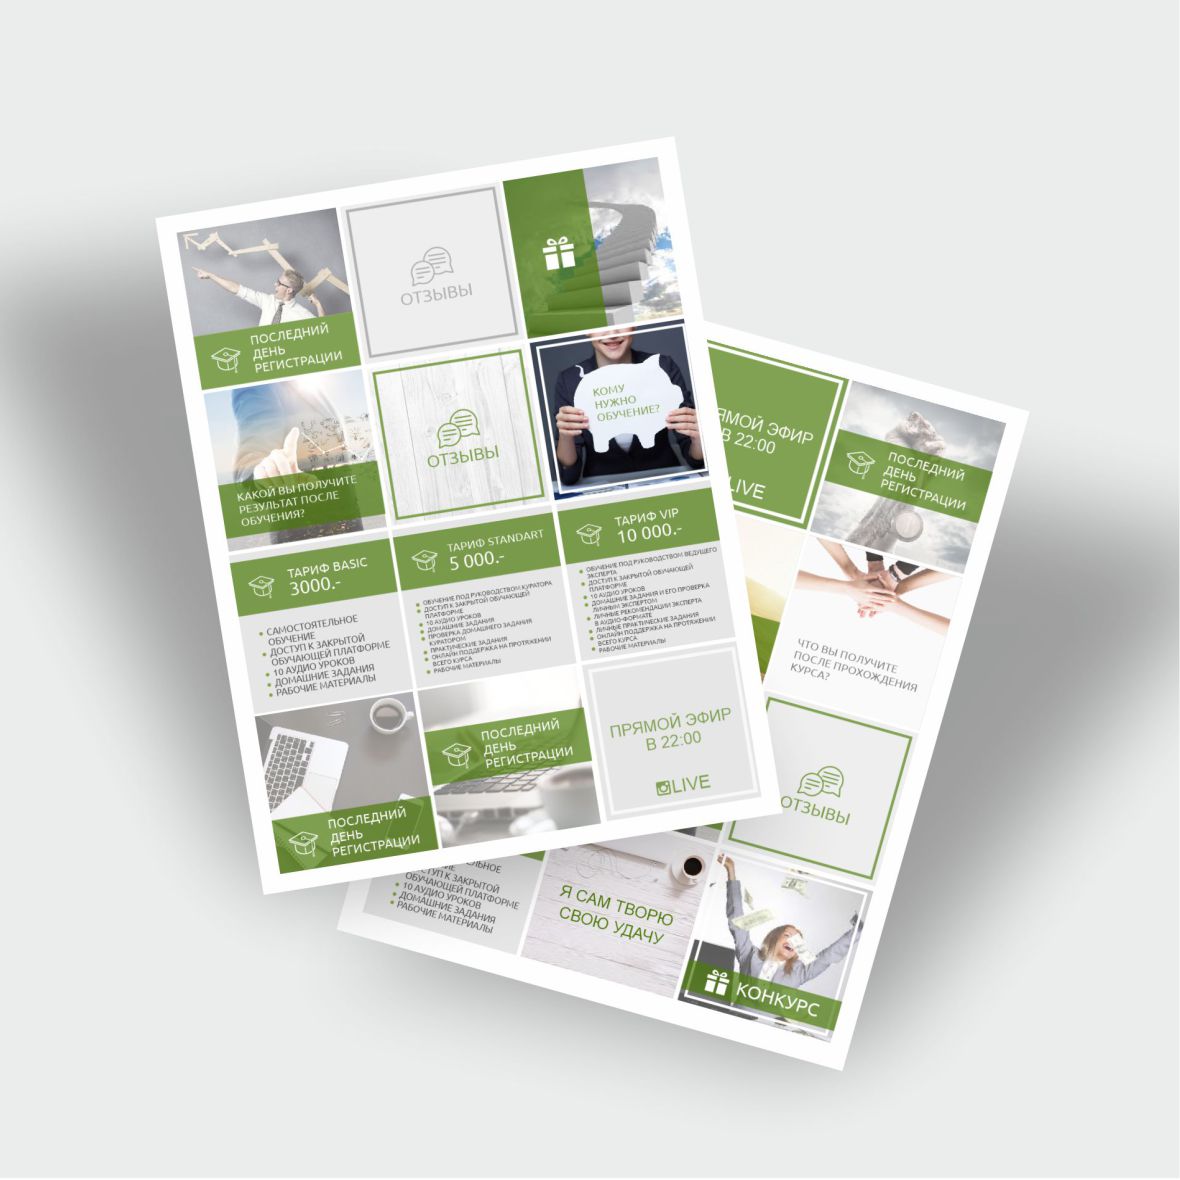 ПОСЛЕДНИЙ
ДЕНЬ
РЕГИСТРАЦИИ
ОТЗЫВЫ
КАКОЙ ВЫ ПОЛУЧИТЕ
РЕЗУЛЬТАТ ПОСЛЕ
ОБУЧЕНИЯ?
ОТЗЫВЫ
КОМУ
НУЖНО
ОБУЧЕНИЕ?
ТАРИФ BASIC
3000.-
САМОСТОЯТЕЛЬНОЕ
ОБУЧЕНИЕ
ДОСТУП К ЗАКРЫТОЙ
ОБУЧАЮЩЕЙ ПЛАТФОРМЕ
10 АУДИО УРОКОВ
ДОМАШНИЕ ЗАДАНИЯ
РАБОЧИЕ МАТЕРИАЛЫ
ТАРИФ STANDART
5 000.-
ОБУЧЕНИЕ ПОД РУКОВОДСТВОМ КУРАТОРА
ДОСТУП К ЗАКРЫТОЙ ОБУЧАЮЩЕЙ
ПЛАТФОРМЕ
10 АУДИО УРОКОВ
ДОМАШНИЕ ЗАДАНИЯ
ПРОВЕРКА ДОМАШНЕГО ЗАДАНИЯ
КУРАТОРОМ
ПРАКТИЧЕСКИЕ ЗАДАНИЯ
ОНЛАЙН ПОДДЕРЖКА НА ПРОТЯЖЕНИИ
ВСЕГО КУРСА
РАБОЧИЕ МАТЕРИАЛЫ
ТАРИФ VIP
10 000.-
ОБУЧЕНИЕ ПОД РУКОВОДСТВОМ ВЕДУЩЕГО
ЭКСПЕРТА
ДОСТУП К ЗАКРЫТОЙ ОБУЧАЮЩЕЙ
ПЛАТФОРМЕ
10 АУДИО УРОКОВ
ДОМАШНИЕ ЗАДАНИЯ И ЕГО ПРОВЕРКА
ЛИЧНЫМ ЭКСПЕРТОМ
ЛИЧНЫЕ РЕКОМЕНДАЦИИ ЭКСПЕРТА
В АУДИО-ФОРМАТЕ
ЛИЧНЫЕ ПРАКТИЧЕСКИЕ ЗАДАНИЯ
ОНЛАЙН ПОДДЕРЖКА НА ПРОТЯЖЕНИИ
ВСЕГО КУРСА
РАБОЧИЕ МАТЕРИАЛЫ
ПОСЛЕДНИЙ
ДЕНЬ
РЕГИСТРАЦИИ
ПОСЛЕДНИЙ
ДЕНЬ
РЕГИСТРАЦИИ
ПРЯМОЙ ЭФИР
В 22:00
LIVE
ЯМОЙ ЭФИР
В 22:00
LIVE
ПОСЛЕДНИЙ
ДЕНЬ
РЕГИСТРАЦИИ
ЧТО ВЫ ПОЛУЧИТЕ
ПОСЛЕ ПРОХОЖДЕНИЯ
КУРСА?
ОТЗЫВЫ
ДОСТУП К ЗАКРЫТОЙ
ОБУЧАЮЩЕЙ ПЛАТФОРМЕ
10 АУДИО УРОКОВ
ДОМАШНИЕ ЗАДАНИЯ
РАБОЧИЕ МАТЕРИАЛЫ
Я САМ ТВОРЮ
СВОЮ УДАЧУ
КОНКУРС